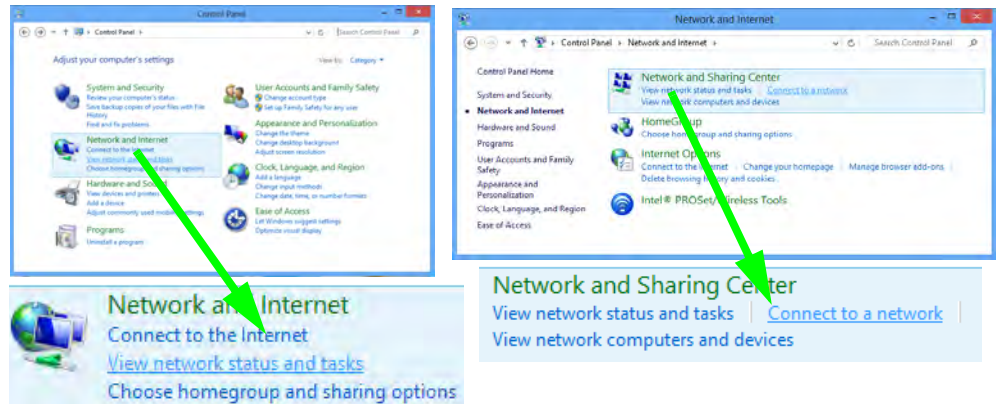 Control Panel
Control Panel
Search Control Panel
Adjust your computer's settings
View by: Category
System and Security
Review your computer's status
Save backup copies of your files with File
History
Find and fix problems
Network and Internet
Connect to the Internet
View network status and tasks
Choose homegroup and sharing options
Hardware and Sound
View devices and printers
Add a device
Adjust commonly used mobility settings
Programs
Uninstall a program
User Accounts and Family Safety
Change account type
Set up Family Safety for any user
Appearance and Personalization
Change the theme
Change desktop background
Adjust screen resolution
Clock, Language, and Region
Add a language
Change input methods
Change date, time, or number formats
Ease of Access
Let Windows suggest settings
Optimize visual display
Network and Internet
Connect to the Internet
View network status and tasks
Choose homegroup and sharing options
Network and Internet
Control Panel Network and Internet
Search Control Panel
Control Panel Home
System and Security
Network and Internet
Hardware and Sound
Programs
User Accounts and Family
Safety
Appearance and
Personalization
Clock, Language, and Region
Ease of Access
Network and Sharing Center
View network status and tasks Connect to a network
View network computers and devices
HomeGroup
Choose homegroup and sharing options
Internet Options
Connect to the Internet Change your homepage Manage browser add-ons
Delete browsing history and cookies
Intel® PROSet/Wireless Tools
Network and Sharing Center
View network status and tasks Connect to a network
View network computers and devices